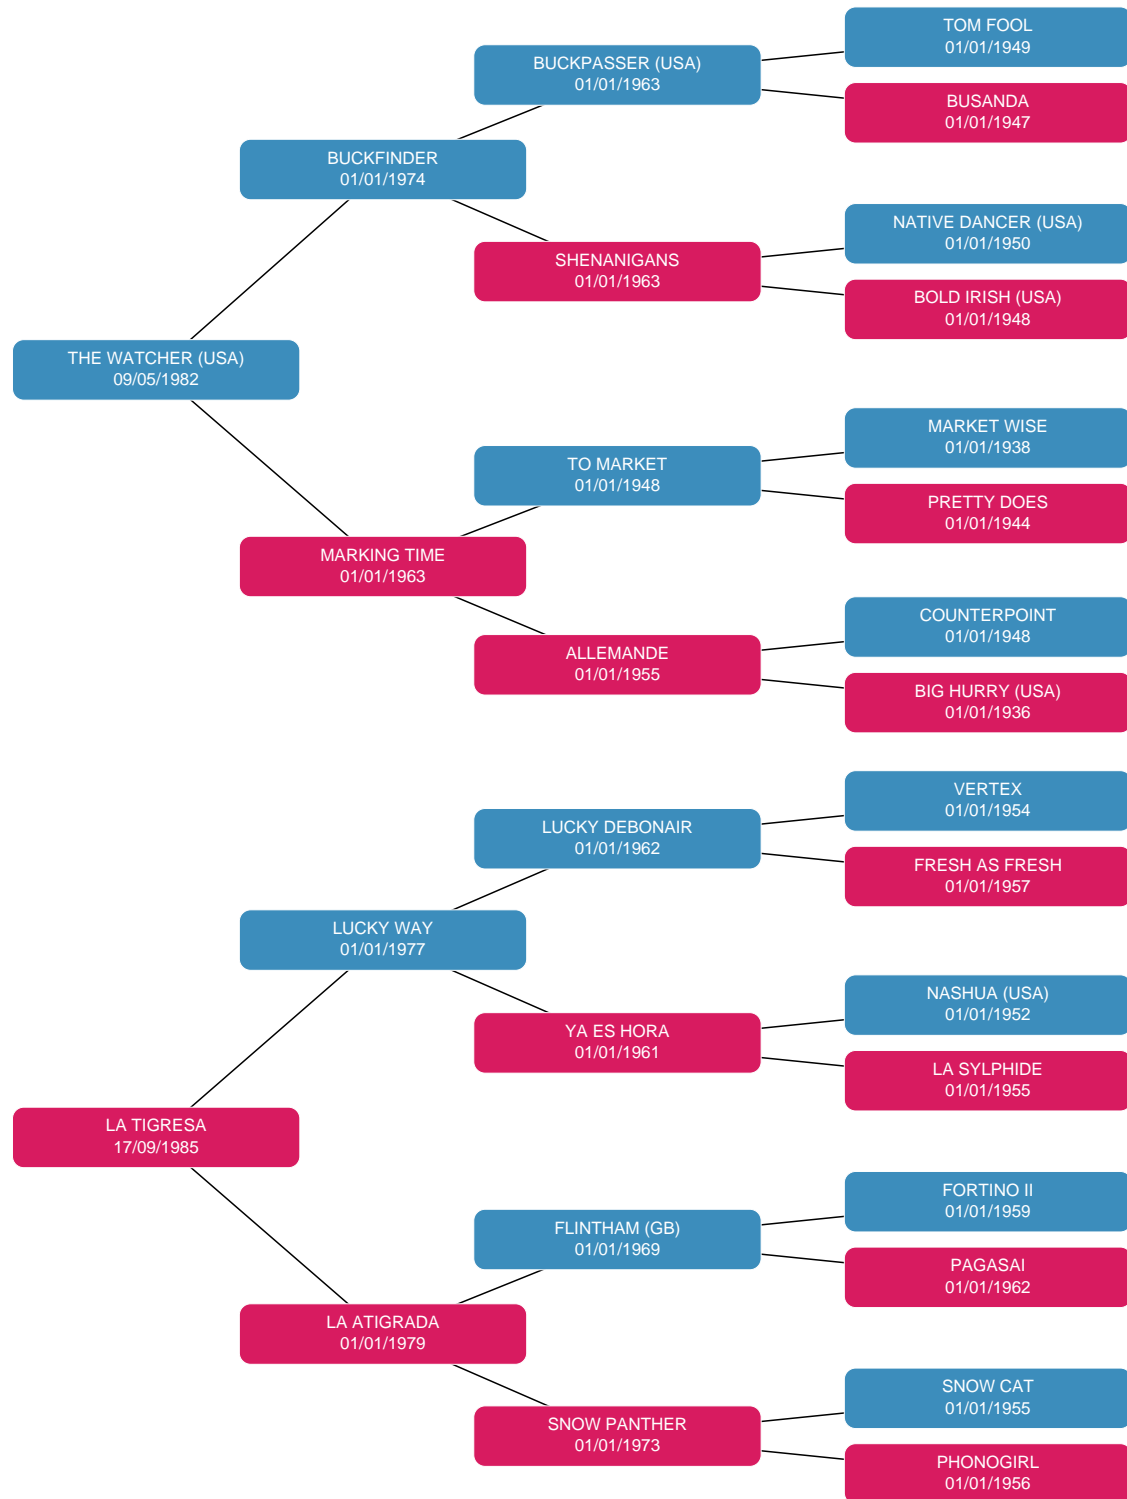 TOM FOOL
01/01/1949
BUCKPASSER (USA)
01/01/1963
BUSANDA
01/01/1947
BUCKFINDER
01/01/1974
NATIVE DANCER (USA)
01/01/1950
SHENANIGANS
01/01/1963
BOLD IRISH (USA)
01/01/1948
THE WATCHER (USA)
09/05/1982
MARKET WISE
01/01/1938
TO MARKET
01/01/1948
PRETTY DOES
01/01/1944
MARKING TIME
01/01/1963
COUNTERPOINT
01/01/1948
ALLEMANDE
01/01/1955
BIG HURRY (USA)
01/01/1936
VERTEX
01/01/1954
LUCKY DEBONAIR
01/01/1962
FRESH AS FRESH
01/01/1957
LUCKY WAY
01/01/1977
NASHUA (USA)
01/01/1952
YA ES HORA
01/01/1961
LA SYLPHIDE
01/01/1955
LA TIGRESA
17/09/1985
FORTINO II
01/01/1959
FLINTHAM (GB)
01/01/1969
PAGASAI
01/01/1962
LA ATIGRADA
01/01/1979
SNOW CAT
01/01/1955
SNOW PANTHER
01/01/1973
PHONOGIRL
01/01/1956